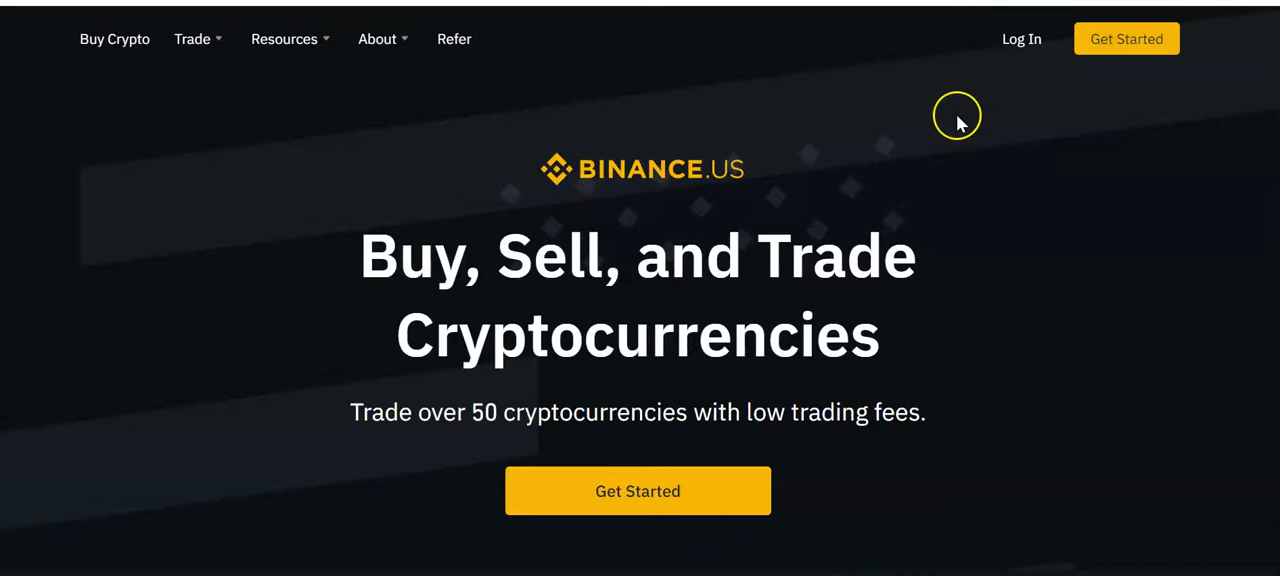 Buy Crypto Trade Resources About Refer Log In Get Started
BINANCE.US
Buy, Sell, and Trade
Cryptocurrencies
Trade over 50 cryptocurrencies with low trading fees.
Get Started